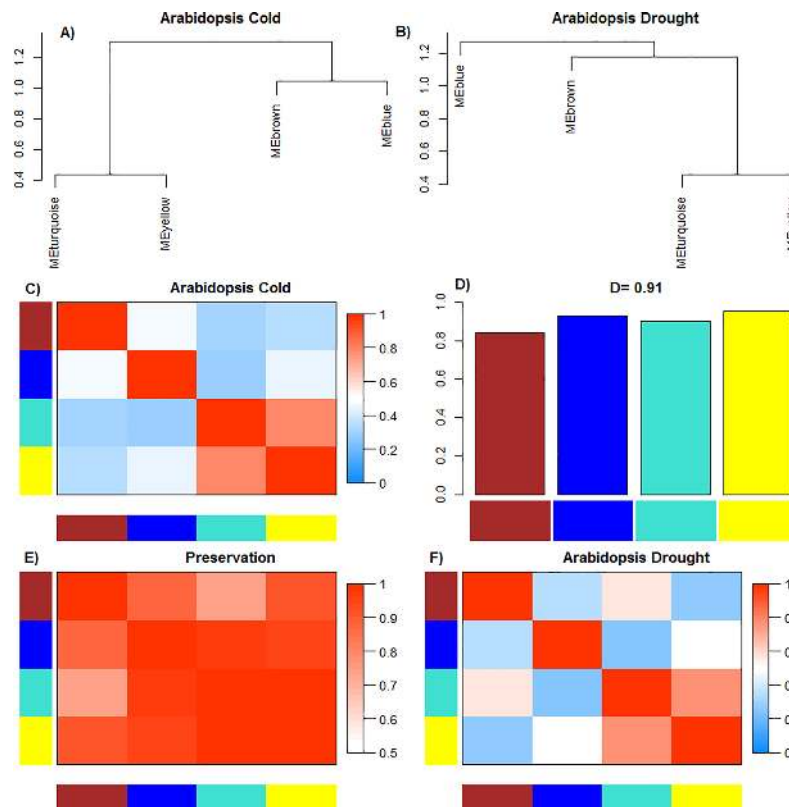 A) Arabidopsis Cold
1.2
1.0
0.8
0.6
0.4
MEturquoise
MEyellow
MEbrown
MEblue
B) Arabidopsis Drought
1.2
1.0
0.8
0.6
0.4
MEblue
MEbrown
MEturquoise
C) Arabidopsis Cold
1
0.8
0.6
0.4
0.2
0
D)
D= 0.91
1.0
0.8
0.6
0.4
0.2
0.0
E) Preservation
1
0.9
0.8
0.7
0.6
0.5
F) Arabidopsis Drought
1